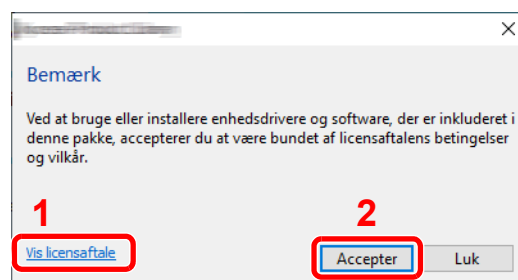 Bemærk
Ved at bruge eller installere enhedsdrivere og software, der er inkluderet i
denne pakke, accepterer du at være bundet af licensaftalens betingelser
og vilkår.
1
2
Vis licensaftale
Accepter
Luk